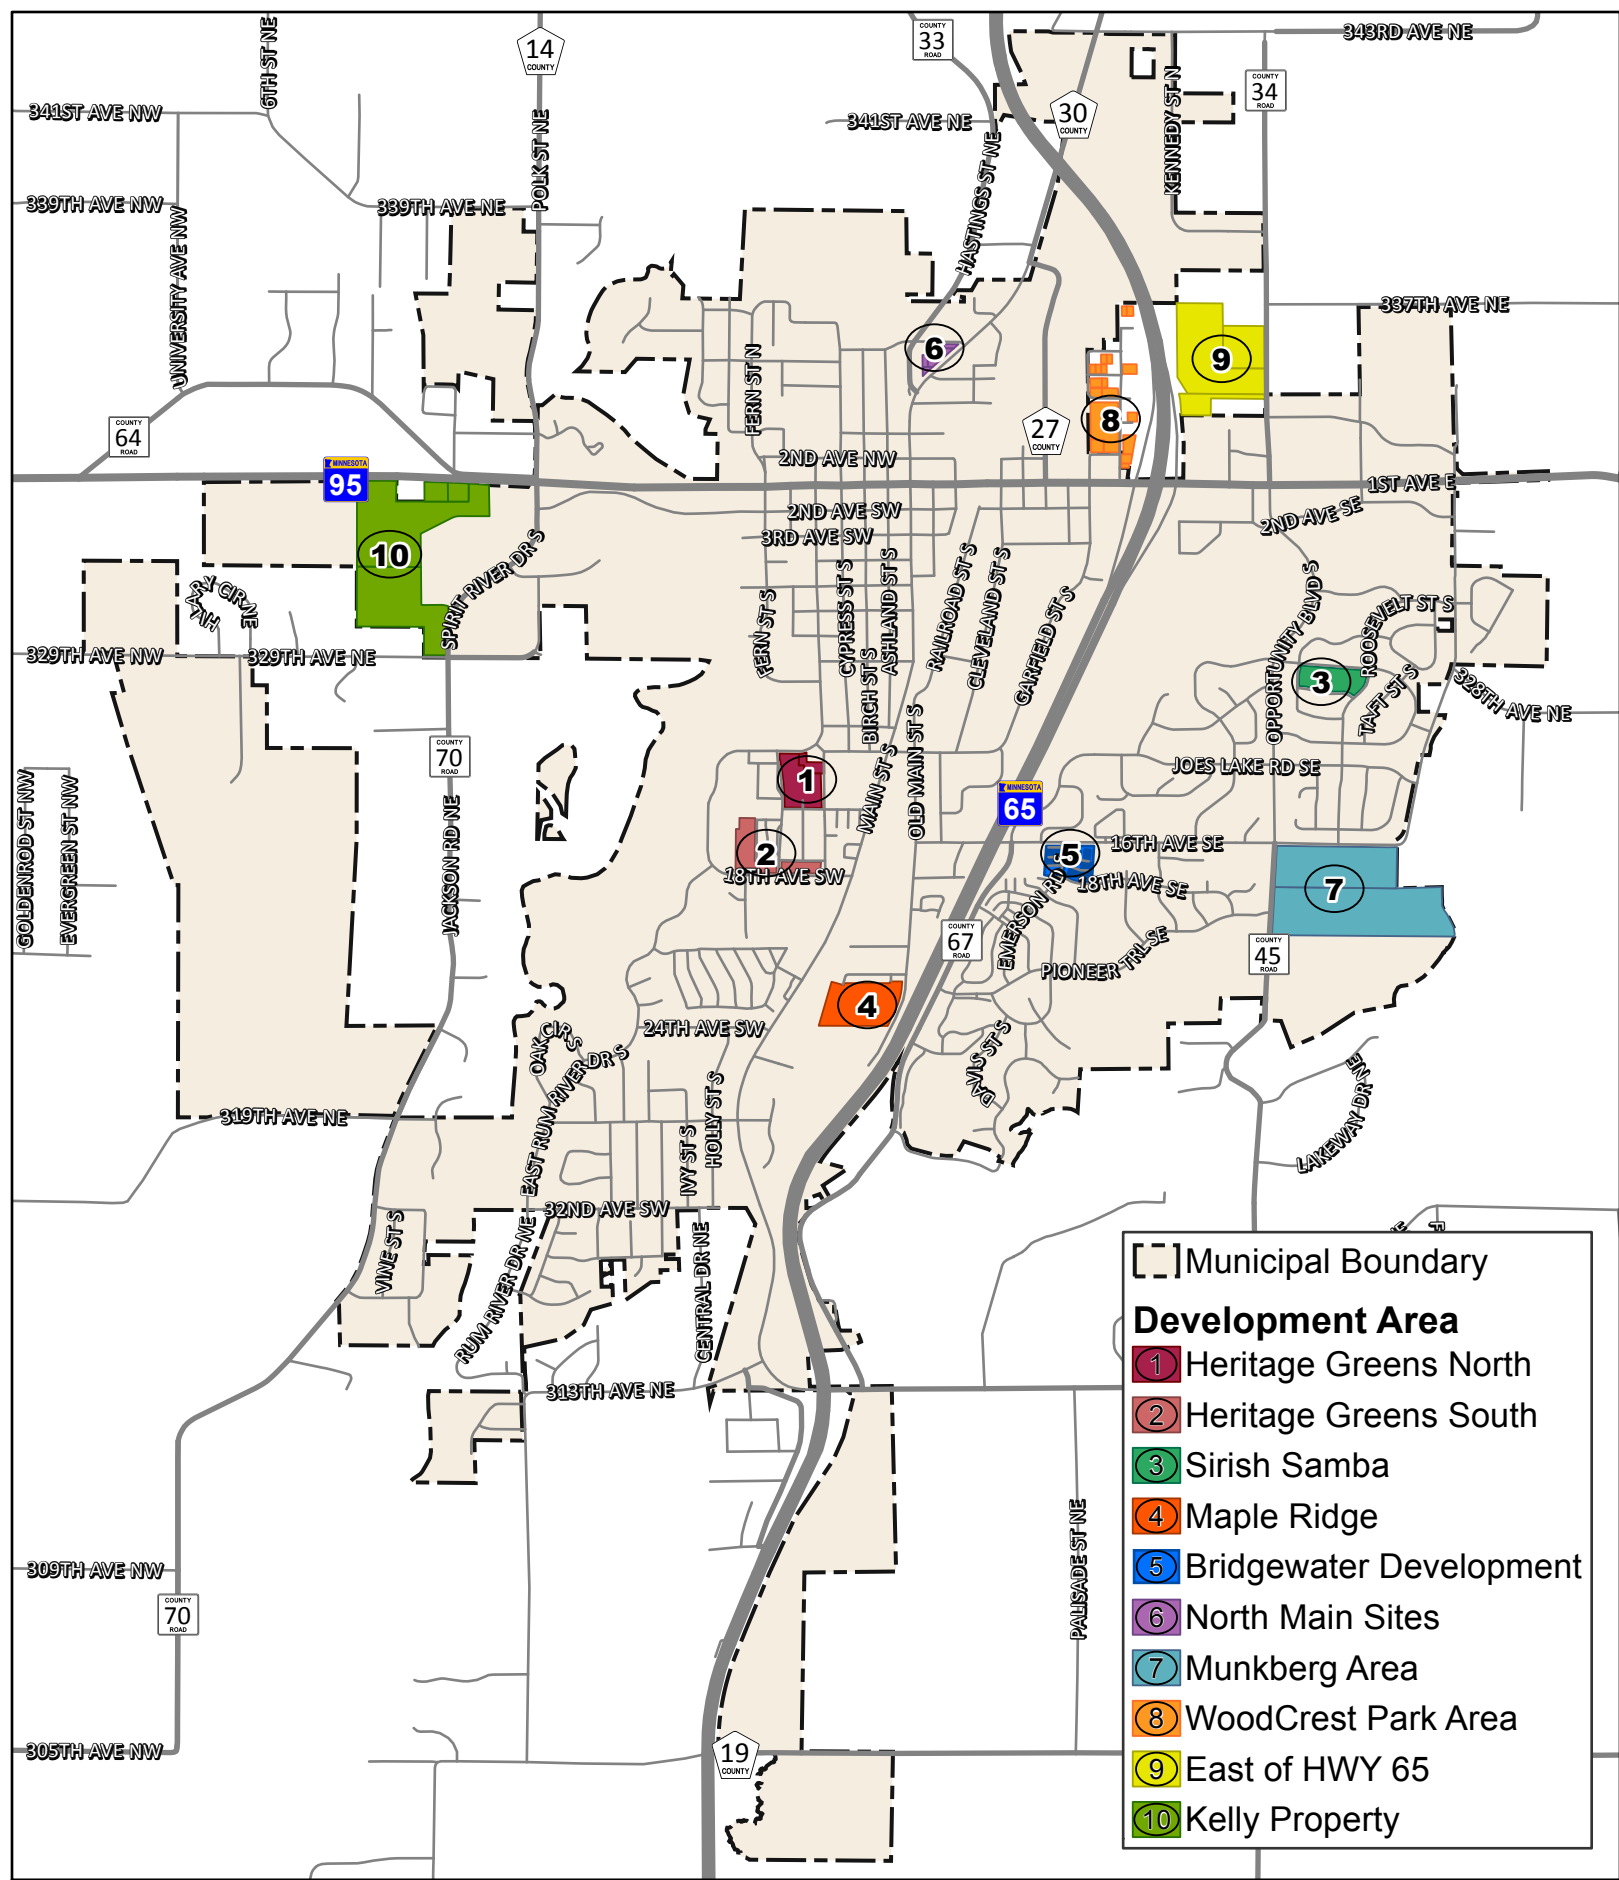 343RD AVE NE
COUNTY
33
ROAD
14
COUNTY
6TH ST NE
COUNTY
34
ROAD
KENNEDY ST N
30
COUNTY
341ST AVE NW
341ST AVE NE
POLK ST NE
HASTINGS ST NE
339TH AVE NW
339TH AVE NE
UNIVERSITY AVE NW
337TH AVE NE
6
9
FERN ST N
8
27
COUNTY
COUNTY
64
ROAD
2ND AVE NW
MINNESOTA
95
1ST AVE E
2ND AVE SW
2ND AVE SE
3RD AVE SW
10
SPIRIT RIVER DR S
HILARY CIR NE
FERN ST S
CYPRESS ST S
ASHLAND ST S
BIRCH ST S
RAILROAD ST S
CLEVELAND ST S
GARFIELD ST S
OPPORTUNITY BLVD S
ROOSEVELT ST S
329TH AVE NW
329TH AVE NE
3
TAFT ST S
328TH AVE NE
COUNTY
70
ROAD
1
MAIN ST S
OLD MAIN ST S
JOES LAKE RD SE
MINNESOTA
65
GOLDENROD ST NW
EVERGREEN ST NW
JACKSON RD NE
2
18TH AVE SW
5
16TH AVE SE
18TH AVE SE
7
EMERSON RD
COUNTY
67
ROAD
PIONEER TRL SE
COUNTY
45
ROAD
4
24TH AVE SW
OAK CIR S
EAST RUM RIVER DR S
DAVIS ST S
LAKEWAY DR NE
319TH AVE NE
IVY ST S
HOLLY ST S
32ND AVE SW
VINE ST S
RUM RIVER DR NE
CENTRAL DR NE
313TH AVE NE
309TH AVE NW
COUNTY
70
ROAD
PALISADE ST NE
305TH AVE NW
19
COUNTY
Municipal Boundary
Development Area
1 Heritage Greens North
2 Heritage Greens South
3 Sirish Samba
4 Maple Ridge
5 Bridgewater Development
6 North Main Sites
7 Munkberg Area
8 WoodCrest Park Area
9 East of HWY 65
10 Kelly Property